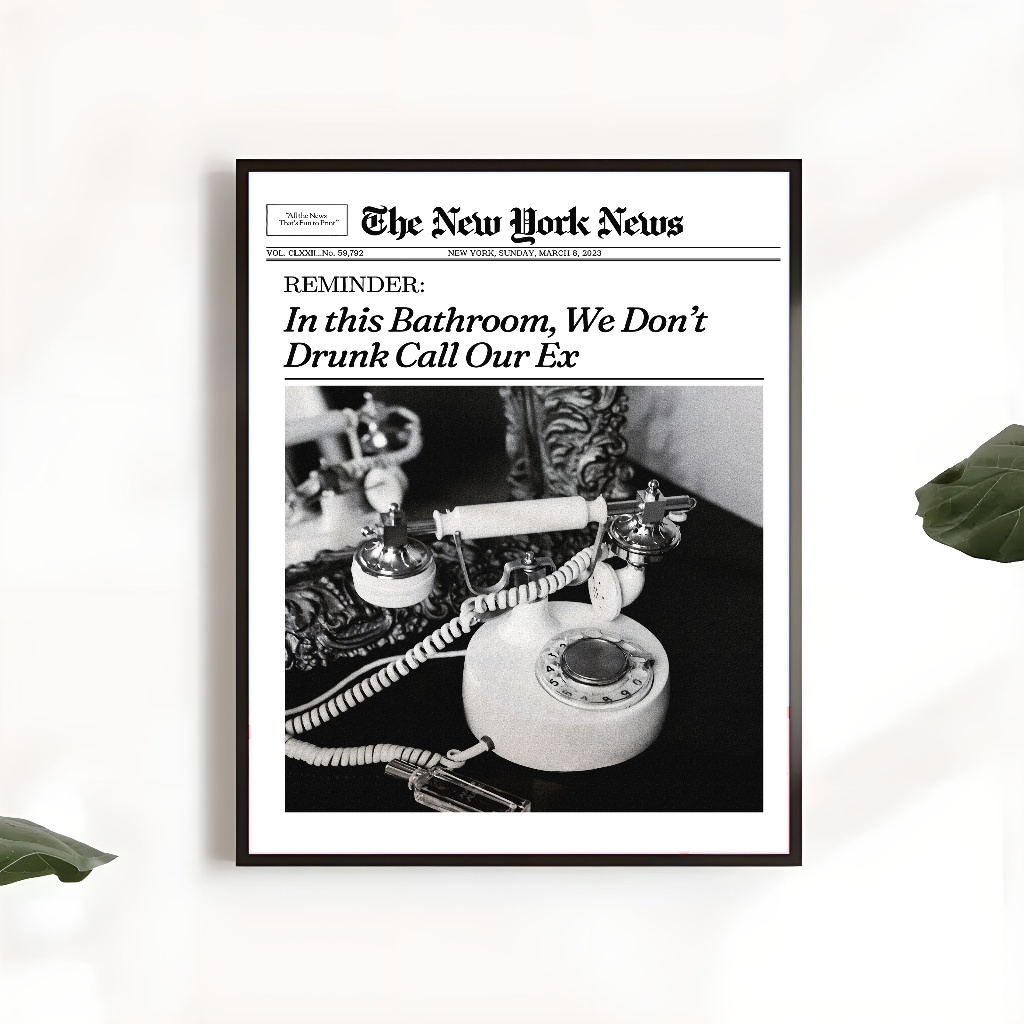 "All the News
That's Fun to Print"
The New York News
VOL. CLXXII...No. 59,792
NEW YORK, SUNDAY, MARCH 6, 2023
REMINDER:
In this Bathroom, We Don't
Drunk Call Our Ex